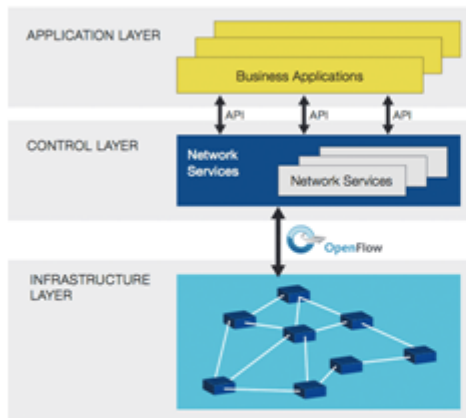 APPLICATION LAYER
Business Applications
API
API
API
CONTROL LAYER
Network
Services
Network Services
OpenFlow
INFRASTRUCTURE
LAYER